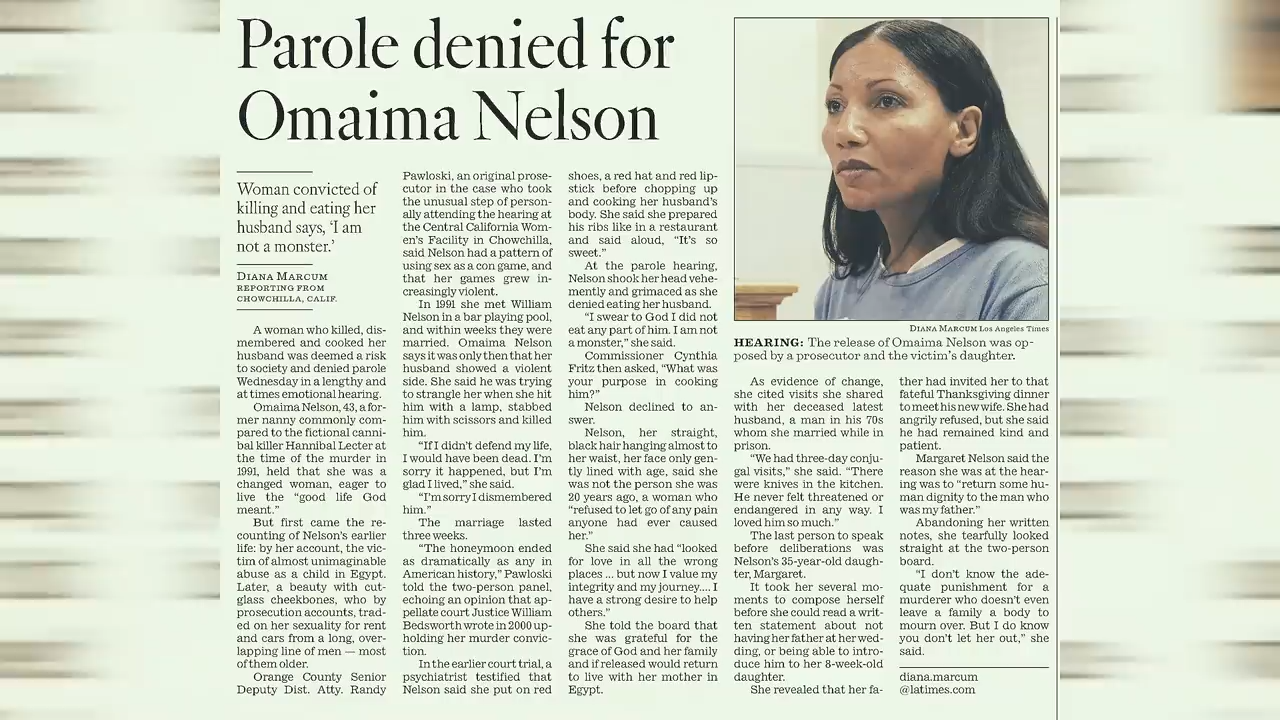 Parole denied for
Omaima Nelson
Woman convicted of
killing and eating her
husband says, ‘I am
not a monster.’
DIANA MARCUM
REPORTING FROM
CHOWCHILLA, CALIF.
A woman who killed, dis-
membered and cooked her
husband was deemed a risk
to society and denied parole
Wednesday in a lengthy and
at times emotional hearing.
Omaima Nelson, 43, a for-
mer nanny commonly com-
pared to the fictional canni-
bal killer Hannibal Lecter at
the time of the murder in
1991, held that she was a
changed woman, eager to
live the “good life God
meant.”
But first came the re-
counting of Nelson’s earlier
life: by her account, the vic-
tim of almost unimaginable
abuse as a child in Egypt.
Later, a beauty with cut-
glass cheekbones, who by
prosecution accounts, trad-
ed on her sexuality for rent
and cars from a long, over-
lapping line of men — most
of them older.
Orange County Senior
Deputy Dist. Atty. Randy
Pawloski, an original prose-
cutor in the case who took
the unusual step of person-
ally attending the hearing at
the Central California Wom-
en’s Facility in Chowchilla,
said Nelson had a pattern of
using sex as a con game, and
that her games grew in-
creasingly violent.
In 1991 she met William
Nelson in a bar playing pool,
and within weeks they were
married. Omaima Nelson
says it was only then that her
husband showed a violent
side. She said he was trying
to strangle her when she hit
him with a lamp, stabbed
him with scissors and killed
him.
“If I didn’t defend my life,
I would have been dead. I’m
sorry it happened, but I’m
glad I lived,” she said.
“I’m sorry I dismembered
him.”
The marriage lasted
three weeks.
“The honeymoon ended
as dramatically as any in
American history,” Pawloski
told the two-person panel,
echoing an opinion that ap-
pellate court Justice William
Bedsworth wrote in 2000 up-
holding her murder convic-
tion.
In the earlier court trial, a
psychiatrist testified that
Nelson said she put on red
shoes, a red hat and red lip-
stick before chopping up
and cooking her husband’s
body. She said she prepared
his ribs like in a restaurant
and said aloud, “It’s so
sweet.”
At the parole hearing,
Nelson shook her head vehe-
mently and grimaced as she
denied eating her husband.
“I swear to God I did not
eat any part of him. I am not
a monster,” she said.
Commissioner Cynthia
Fritz then asked, “What was
your purpose in cooking
him?”
Nelson declined to an-
swer.
Nelson, her straight,
black hair hanging almost to
her waist, her face only gen-
tly lined with age, said she
was not the person she was
20 years ago, a woman who
“refused to let go of any pain
anyone had ever caused
her.”
She said she had “looked
for love in all the wrong
places ... but now I value my
integrity and my journey.... I
have a strong desire to help
others.”
She told the board that
she was grateful for the
grace of God and her family
and if released would return
to live with her mother in
Egypt.
DIANA MARCUM Los Angeles Times
HEARING: The release of Omaima Nelson was op-
posed by a prosecutor and the victim’s daughter.
As evidence of change,
she cited visits she shared
with her deceased latest
husband, a man in his 70s
whom she married while in
prison.
“We had three-day conju-
gal visits,” she said. “There
were knives in the kitchen.
He never felt threatened or
endangered in any way. I
loved him so much.”
The last person to speak
before deliberations was
Nelson’s 35-year-old daugh-
ter, Margaret.
It took her several mo-
ments to compose herself
before she could read a writ-
ten statement about not
having her father at her wed-
ding, or being able to intro-
duce him to her 8-week-old
daughter.
She revealed that her fa-
ther had invited her to that
fateful Thanksgiving dinner
to meet his new wife. She had
angrily refused, but she said
he had remained kind and
patient.
Margaret Nelson said the
reason she was at the hear-
ing was to “return some hu-
man dignity to the man who
was my father.”
Abandoning her written
notes, she tearfully looked
straight at the two-person
board.
“I don’t know the ade-
quate punishment for a
murderer who doesn’t even
leave a family a body to
mourn over. But I do know
you don’t let her out,” she
said.
diana.marcum
@latimes.com